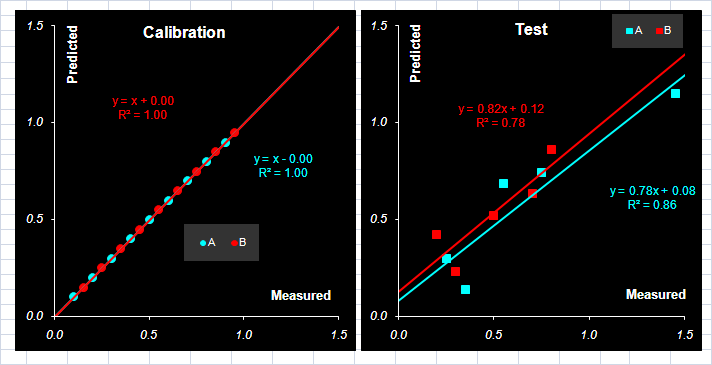 Calibration
Predicted
1.5
1.0
0.5
0.0
y = x + 0.00
R² = 1.00
y = x - 0.00
R² = 1.00
A B
Measured
0.0 0.5 1.0 1.5
Test
A B
Predicted
1.5
1.0
0.5
0.0
y = 0.82x + 0.12
R² = 0.78
y = 0.78x + 0.08
R² = 0.86
Measured
0.0 0.5 1.0 1.5